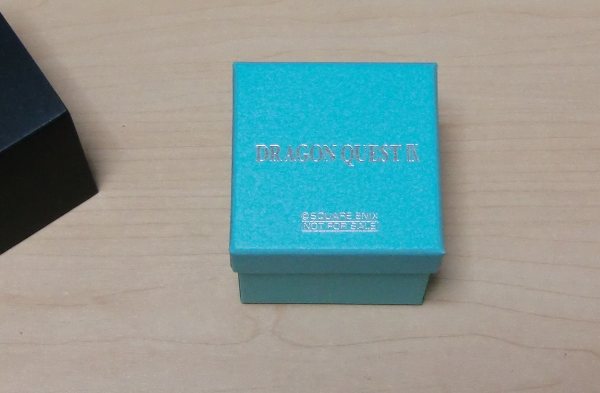 DRAGON QUEST IX
©SQUARE ENIX
NOT FOR SALE